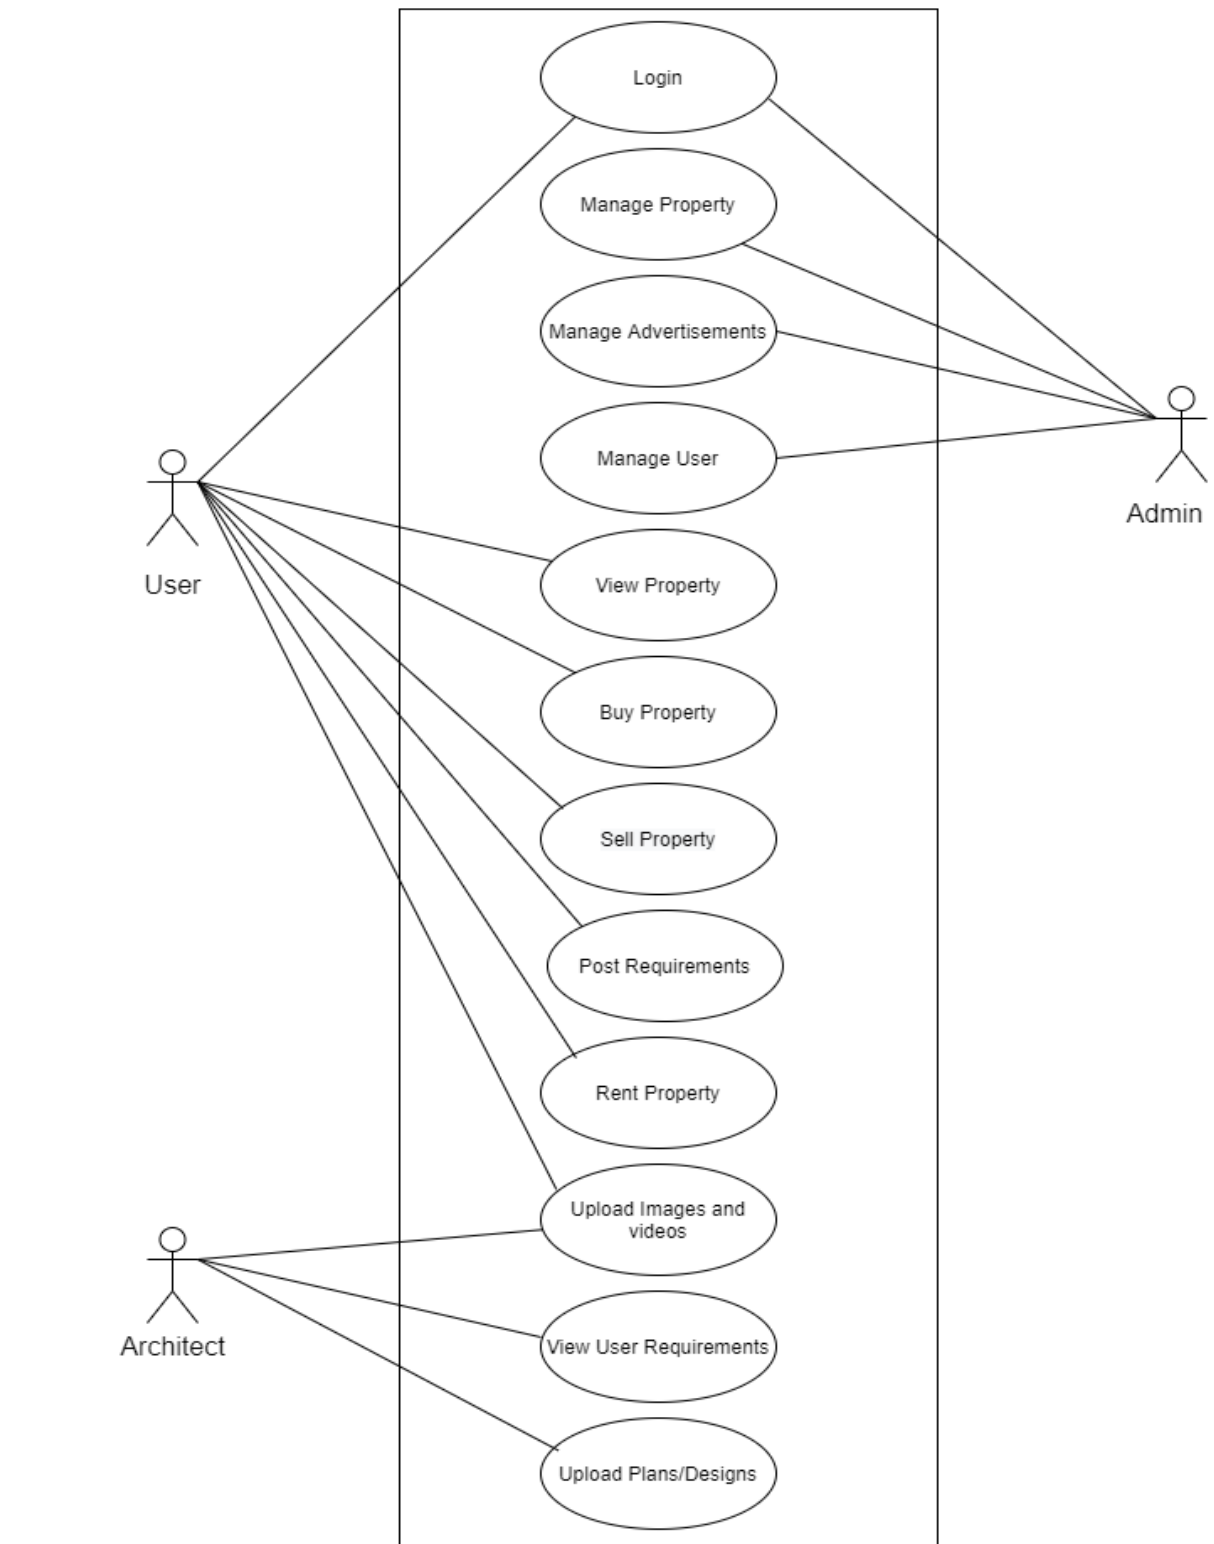 Login
Manage Property
Manage Advertisements
Manage User
Admin
User
View Property
Buy Property
Sell Property
Post Requirements
Rent Property
Upload Images and
videos
Architect
View User Requirements
Upload Plans/Designs